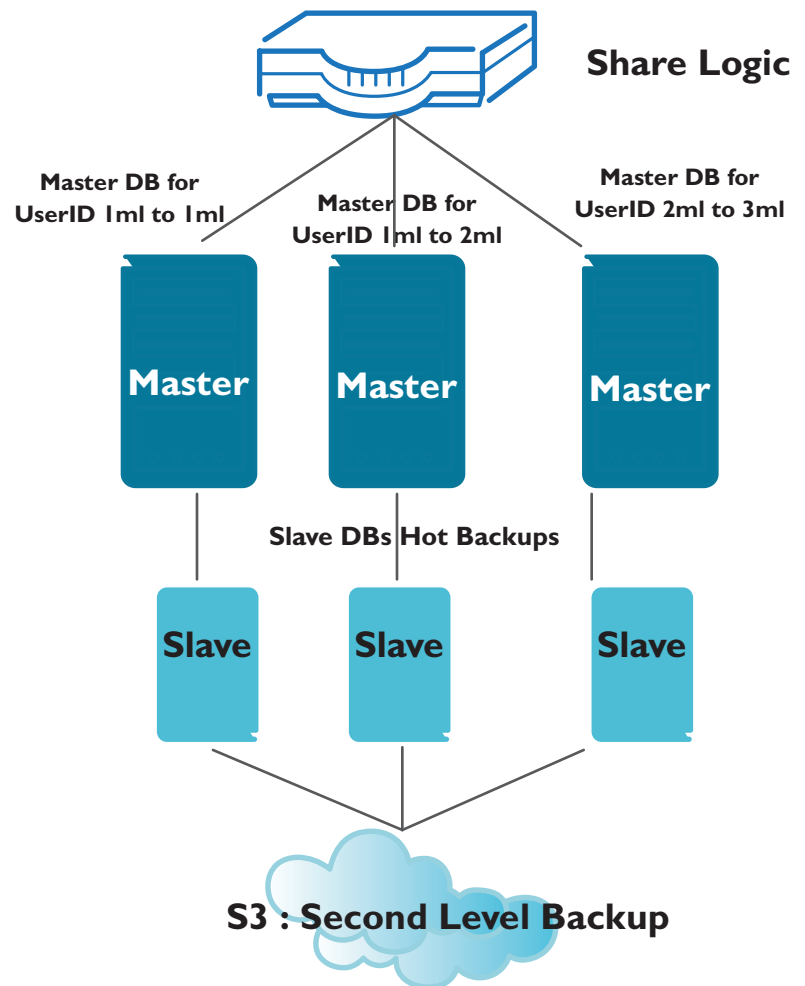 Share Logic
Master DB for
UserID 1ml to 1ml
Master DB for
UserID 1ml to 2ml
Master DB for
UserID 2ml to 3ml
Master
Master
Master
Slave DBs Hot Backups
Slave
Slave
Slave
S3 : Second Level Backup